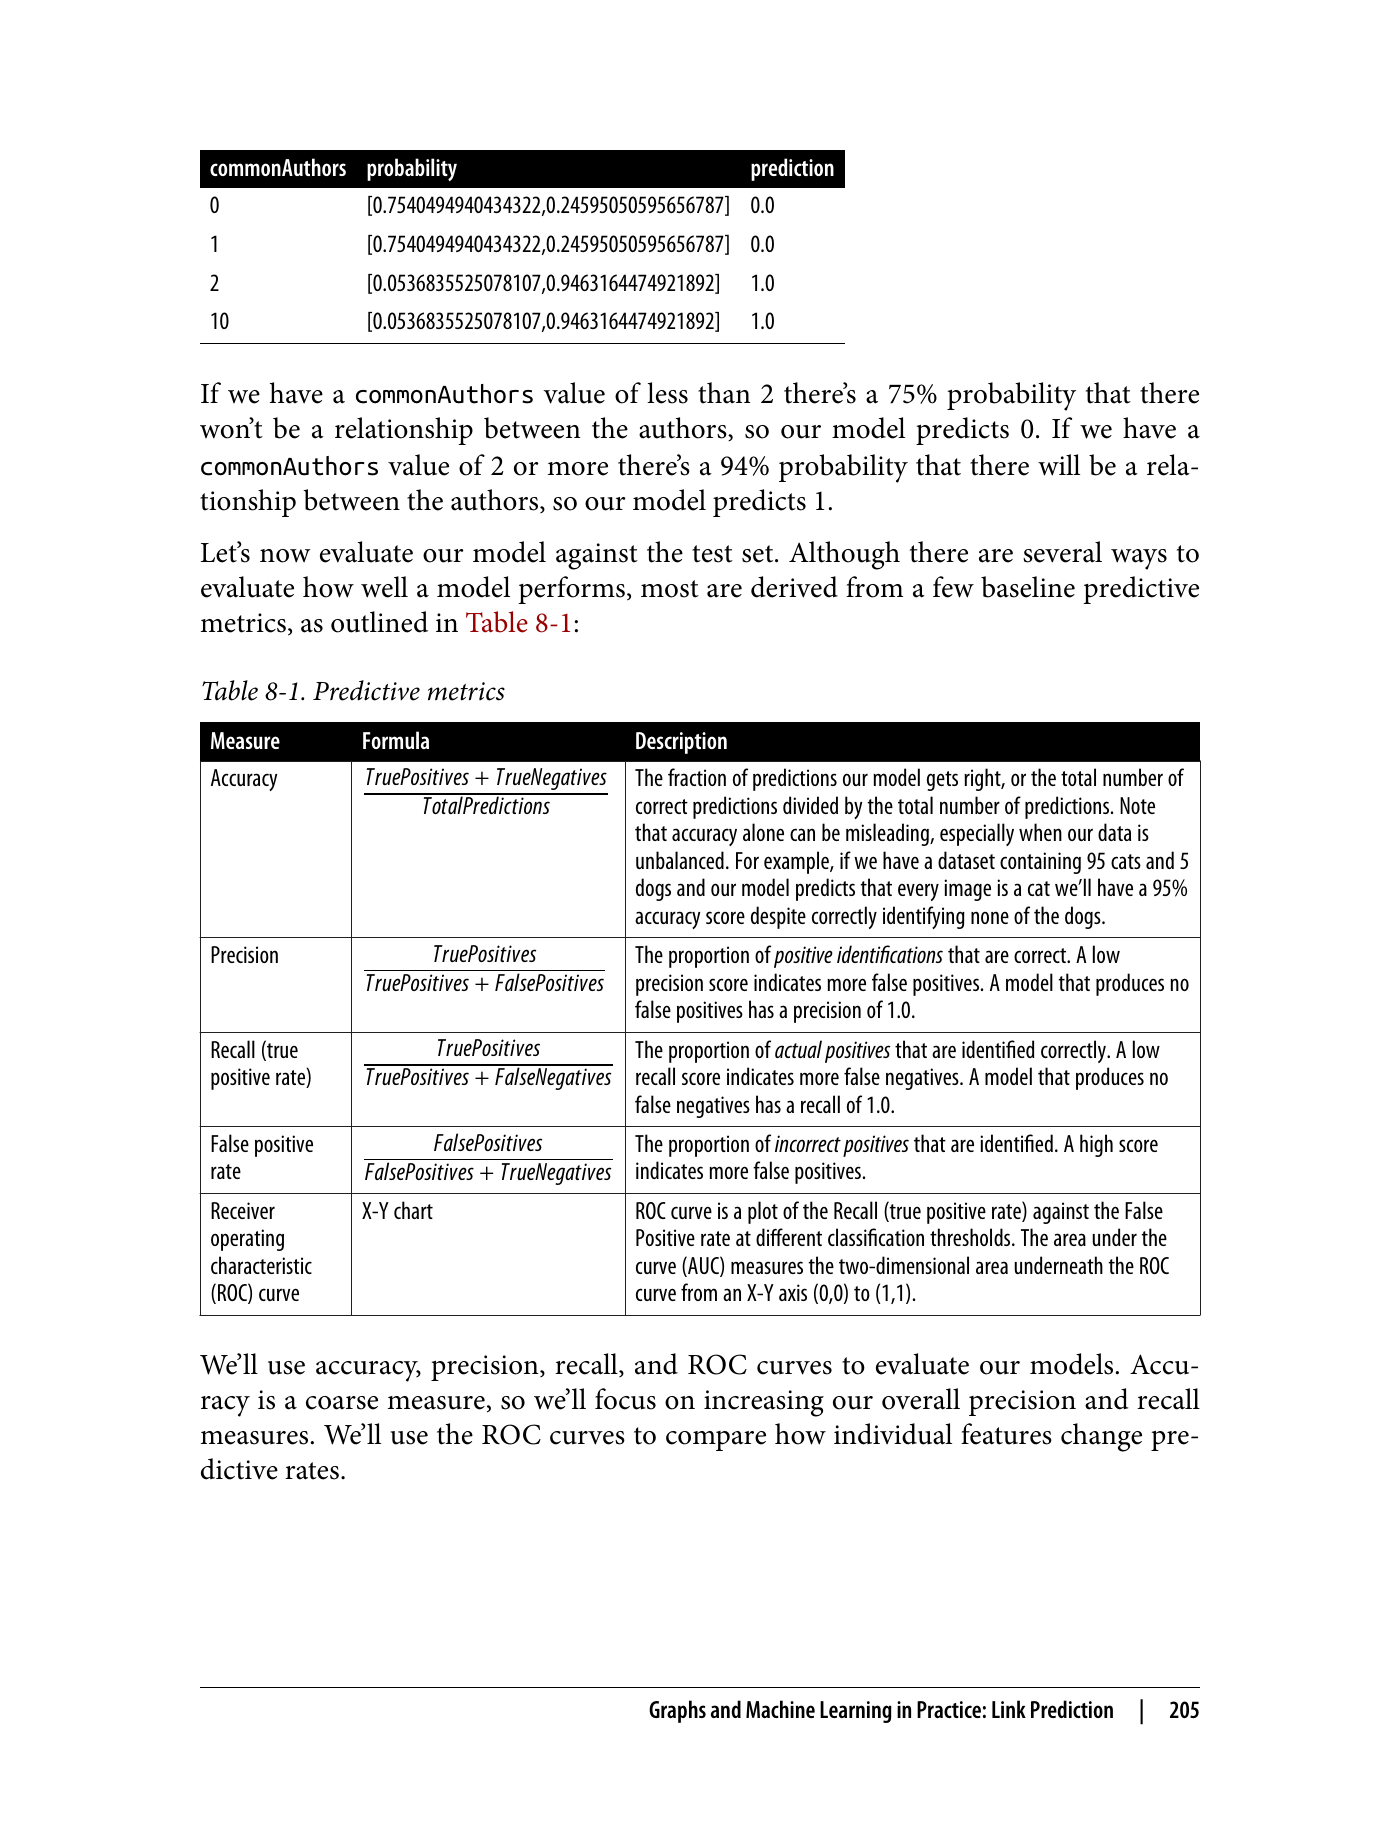 commonAuthors probability prediction
0 [0.7540494940434322,0.24595050595656787] 0.0
1 [0.7540494940434322,0.24595050595656787] 0.0
2 [0.0536835525078107,0.9463164474921892] 1.0
10 [0.0536835525078107,0.9463164474921892] 1.0
If we have a commonAuthors value of less than 2 there’s a 75% probability that there
won’t be a relationship between the authors, so our model predicts 0. If we have a
commonAuthors value of 2 or more there’s a 94% probability that there will be a rela-
tionship between the authors, so our model predicts 1.
Let’s now evaluate our model against the test set. Although there are several ways to
evaluate how well a model performs, most are derived from a few baseline predictive
metrics, as outlined in Table 8-1:
Table 8-1. Predictive metrics
Measure Formula Description
Accuracy
TruePositives + TrueNegatives
TotalPredictions
The fraction of predictions our model gets right, or the total number of
correct predictions divided by the total number of predictions. Note
that accuracy alone can be misleading, especially when our data is
unbalanced. For example, if we have a dataset containing 95 cats and 5
dogs and our model predicts that every image is a cat we’ll have a 95%
accuracy score despite correctly identifying none of the dogs.
Precision
TruePositives
TruePositives + FalsePositives
The proportion of positive identifications that are correct. A low
precision score indicates more false positives. A model that produces no
false positives has a precision of 1.0.
Recall (true
positive rate)
TruePositives
TruePositives + FalseNegatives
The proportion of actual positives that are identified correctly. A low
recall score indicates more false negatives. A model that produces no
false negatives has a recall of 1.0.
False positive
rate
FalsePositives
FalsePositives + TrueNegatives
The proportion of incorrect positives that are identified. A high score
indicates more false positives.
Receiver
operating
characteristic
(ROC) curve
X-Y chart
ROC curve is a plot of the Recall (true positive rate) against the False
Positive rate at different classification thresholds. The area under the
curve (AUC) measures the two-dimensional area underneath the ROC
curve from an X-Y axis (0,0) to (1,1).
We’ll use accuracy, precision, recall, and ROC curves to evaluate our models. Accu-
racy is a coarse measure, so we’ll focus on increasing our overall precision and recall
measures. We’ll use the ROC curves to compare how individual features change pre-
dictive rates.
Graphs and Machine Learning in Practice: Link Prediction | 205